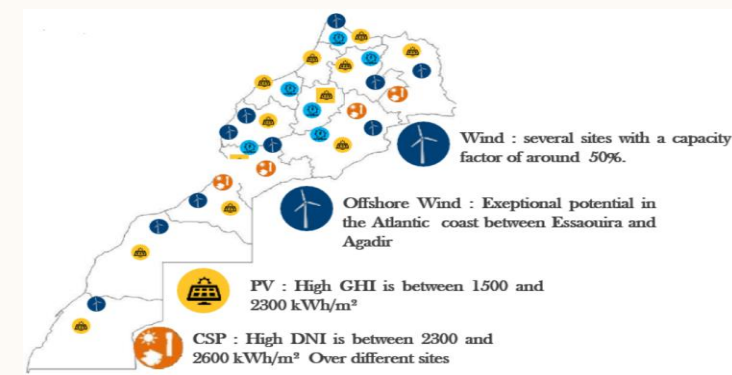 Wind : several sites with a capacity
factor of around 50%.
Offshore Wind : Exeptional potential in
the Atlantic coast between Essaouira and
Agadir
PV : High GHI is between 1500 and
2300 kWh/m²
CSP : High DNI is between 2300 and
2600 kWh/m² Over different sites